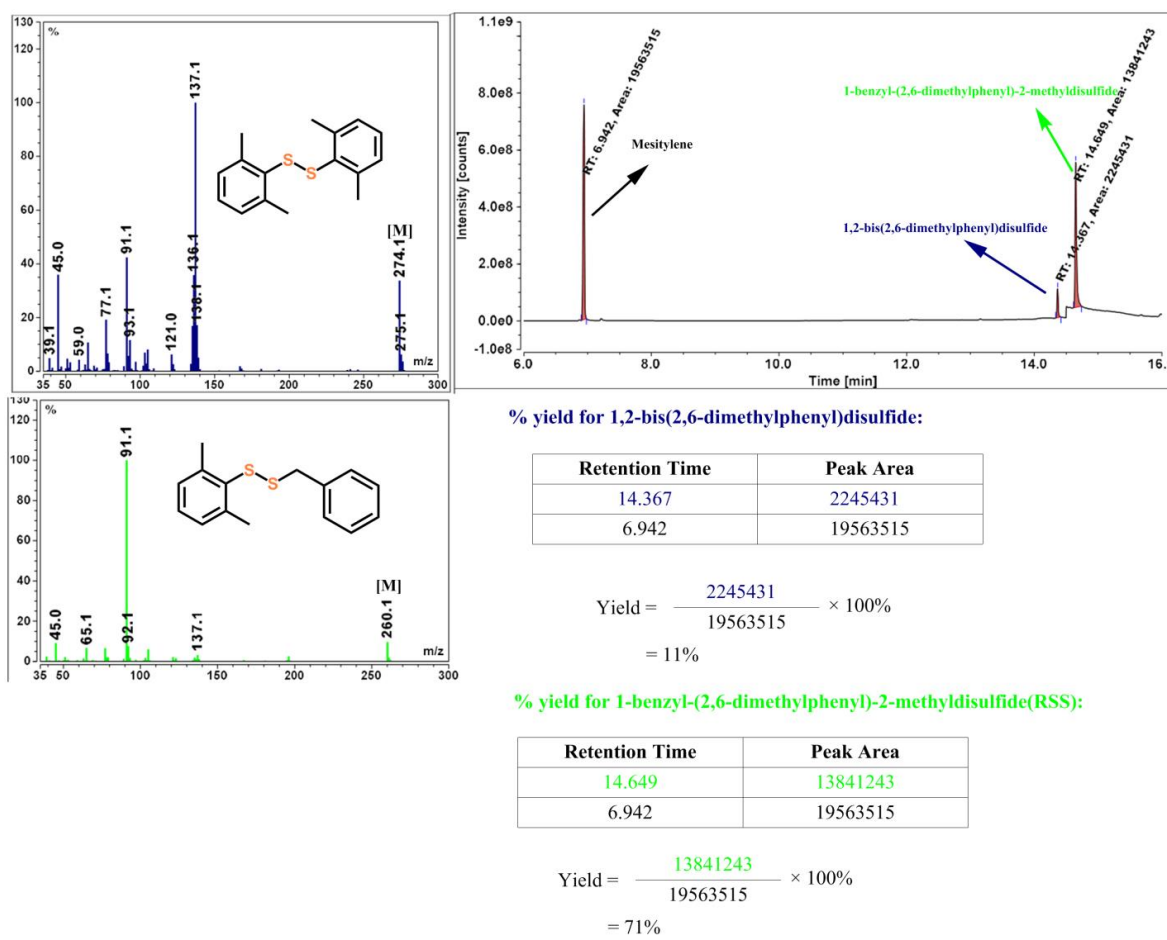 %
130
120
100
80
60
40
20
0
39.1
45.0
59.0
77.1
91.1
93.1
121.0
136.1
137.1
138.1
[M]
274.1
275.1
m/z
35 50 100 150 200 250 300
S
S
1.1e9
8.0e8
6.0e8
4.0e8
2.0e8
0.0e0
-1.0e8
Intensity [counts]
RT: 6.942, Area: 19563515
Mesitylene
1-benzyl-(2,6-dimethylphenyl)-2-methyldisulfide
RT: 14.649, Area: 13841243
1,2-bis(2,6-dimethylphenyl)disulfide
RT: 14.367, Area: 2245431
6.0 8.0 10.0 12.0 14.0 16.
Time [min]
130
%
120
100
80
60
40
20
0
45.0
65.1
91.1
92.1
137.1
[M]
260.1
m/z
35 50 100 150 200 250 300
S
S
% yield for 1,2-bis(2,6-dimethylphenyl)disulfide:
Retention Time Peak Area
14.367 2245431
6.942 19563515
Yield = 2245431 × 100%
19563515
= 11%
% yield for 1-benzyl-(2,6-dimethylphenyl)-2-methyldisulfide(RSS):
Retention Time Peak Area
14.649 13841243
6.942 19563515
Yield = 13841243 × 100%
19563515
= 71%